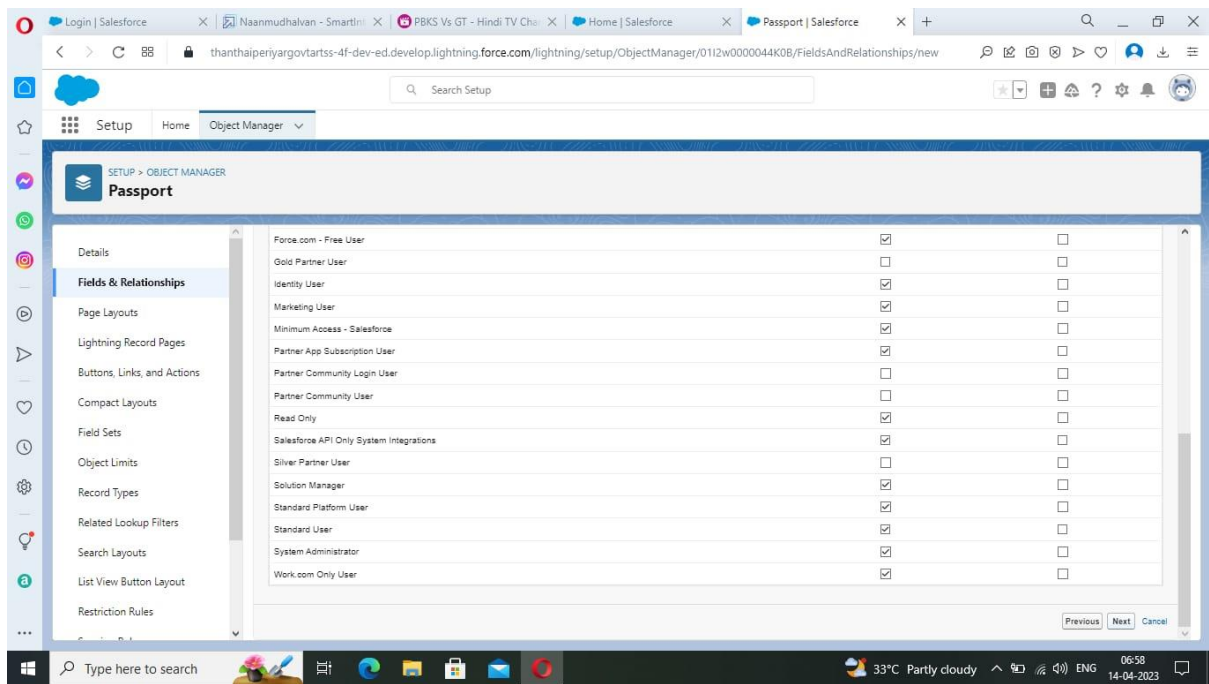 Login | Salesforce
Naanmudhalvan - SmartInt
PBKS Vs GT - Hindi TV Cha
Home | Salesforce
Passport | Salesforce
thanthaiperiyargovtartss-4f-dev-ed.develop.lightning.force.com/lightning/setup/ObjectManager/01I2w0000044K0B/FieldsAndRelationships/new
Search Setup
Setup
Home
Object Manager
SETUP > OBJECT MANAGER
Passport
Details
Fields & Relationships
Page Layouts
Lightning Record Pages
Buttons, Links, and Actions
Compact Layouts
Field Sets
Object Limits
Record Types
Related Lookup Filters
Search Layouts
List View Button Layout
Restriction Rules
Force.com - Free User
Gold Partner User
Identity User
Marketing User
Minimum Access - Salesforce
Partner App Subscription User
Partner Community Login User
Partner Community User
Read Only
Salesforce API Only System Integrations
Silver Partner User
Solution Manager
Standard Platform User
Standard User
System Administrator
Work.com Only User
Previous
Next
Cancel
Type here to search
33°C Partly cloudy
ENG
06:58
14-04-2023